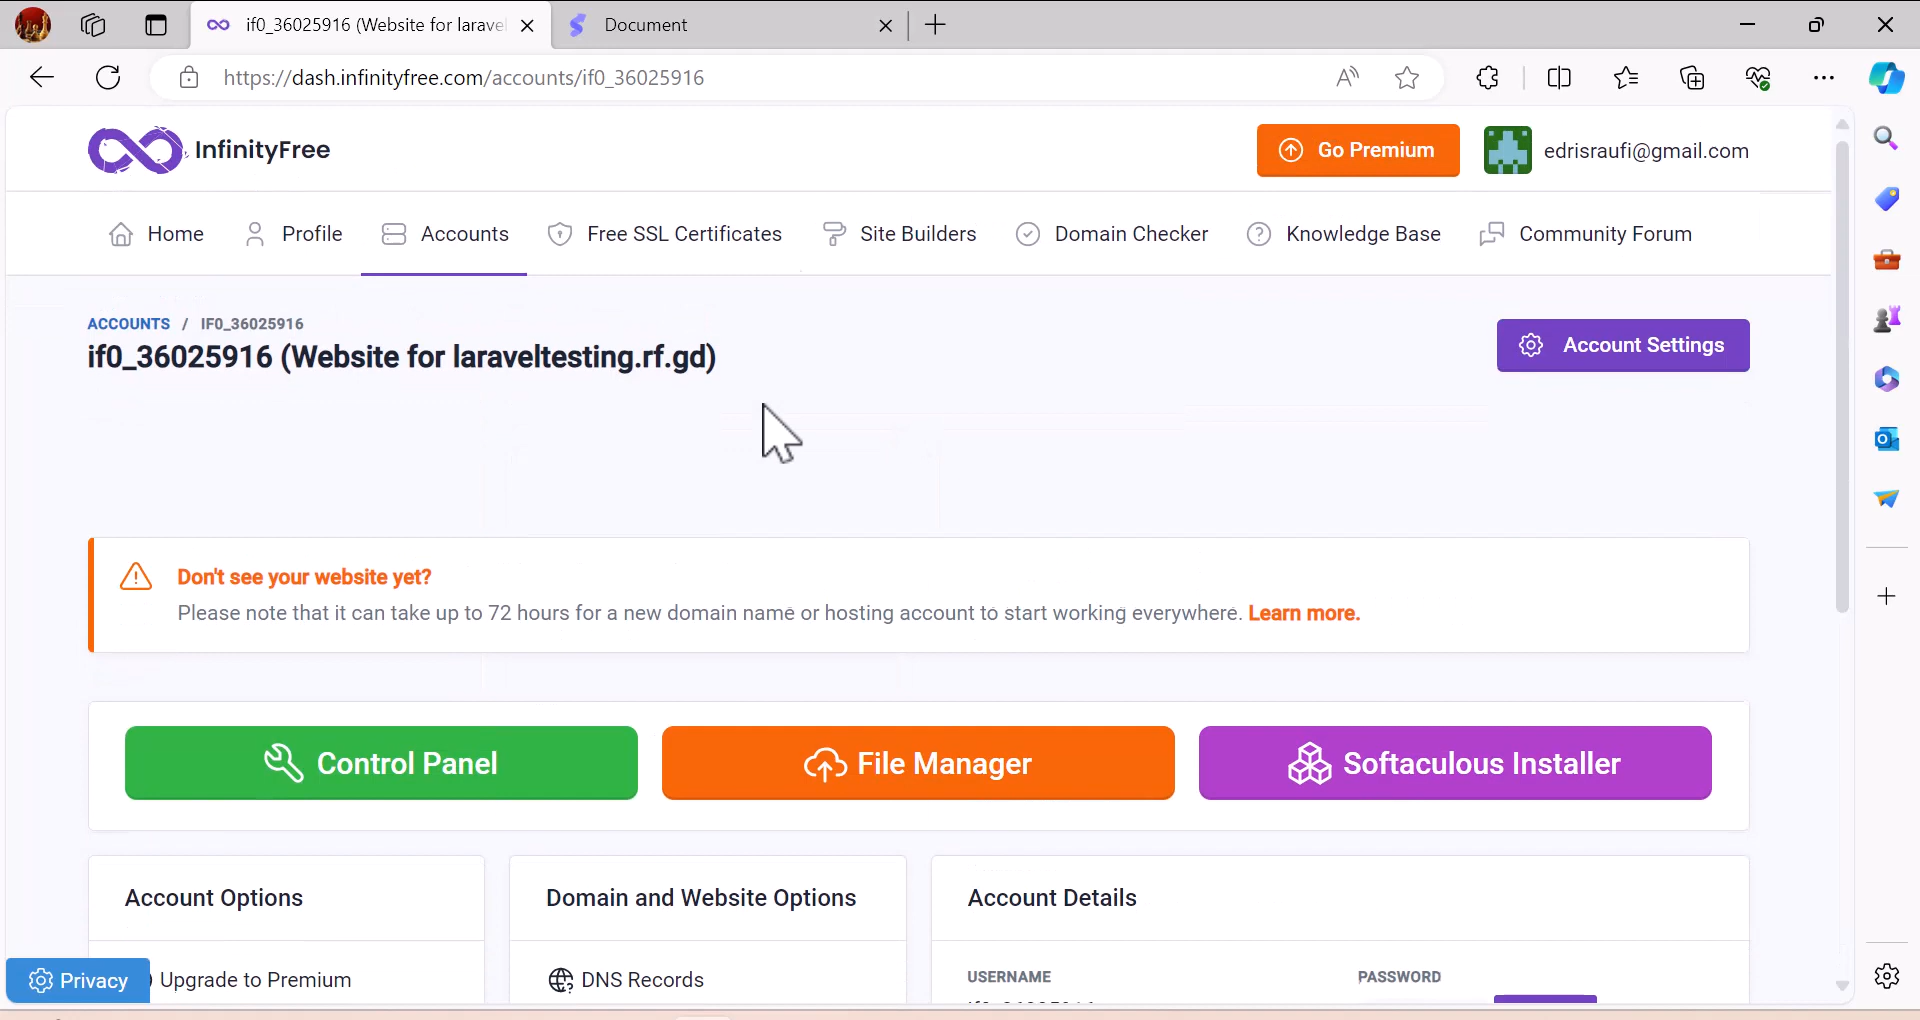 if0_36025916 (Website for larave
Document
https://dash.infinityfree.com/accounts/if0_36025916
InfinityFree
Go Premium
edrisraufi@gmail.com
Home
Profile
Accounts
Free SSL Certificates
Site Builders
Domain Checker
Knowledge Base
Community Forum
ACCOUNTS / IF0_36025916
if0_36025916 (Website for laraveltesting.rf.gd)
Account Settings
Don't see your website yet?
Please note that it can take up to 72 hours for a new domain name or hosting account to start working everywhere. Learn more.
Control Panel
File Manager
Softaculous Installer
Account Options
Domain and Website Options
Account Details
Upgrade to Premium
DNS Records
USERNAME
PASSWORD
Privacy